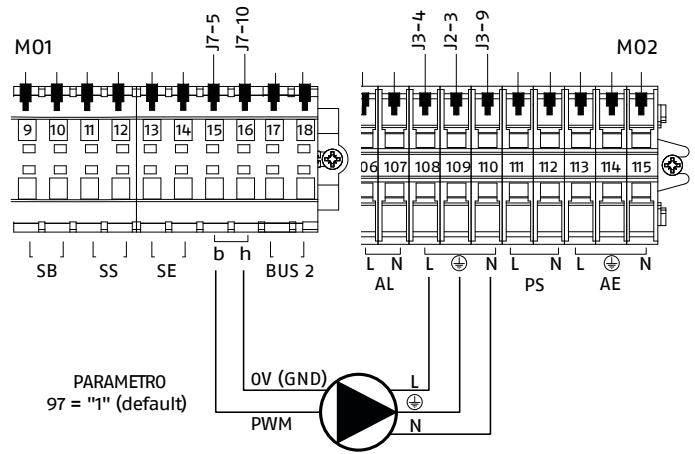 M01
J7-5
J7-10
J3-4
J2-3
J3-9
M02
9 10 11 12 13 14 15 16 17 18
06 107 108 109 110 111 112 113 114 115
SB SS SE b h BUS 2
L N L N L N L N
AL PS AE
0V (GND)
PWM
L
N
PARAMETRO
97 = "1" (default)